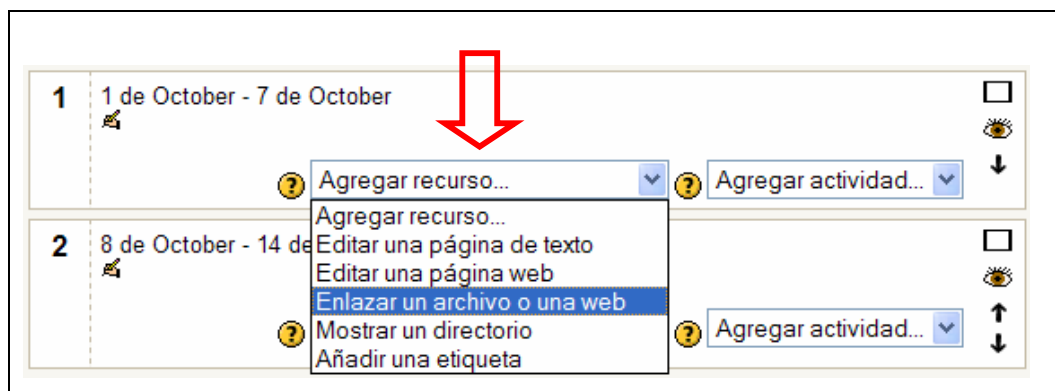 1 1 de October - 7 de October
? Agregar recurso... ? Agregar actividad...
Agregar recurso...
2 8 de October - 14 de
Editar una página de texto
Editar una página web
Enlazar un archivo o una web
? Mostrar un directorio ? Agregar actividad...
Añadir una etiqueta